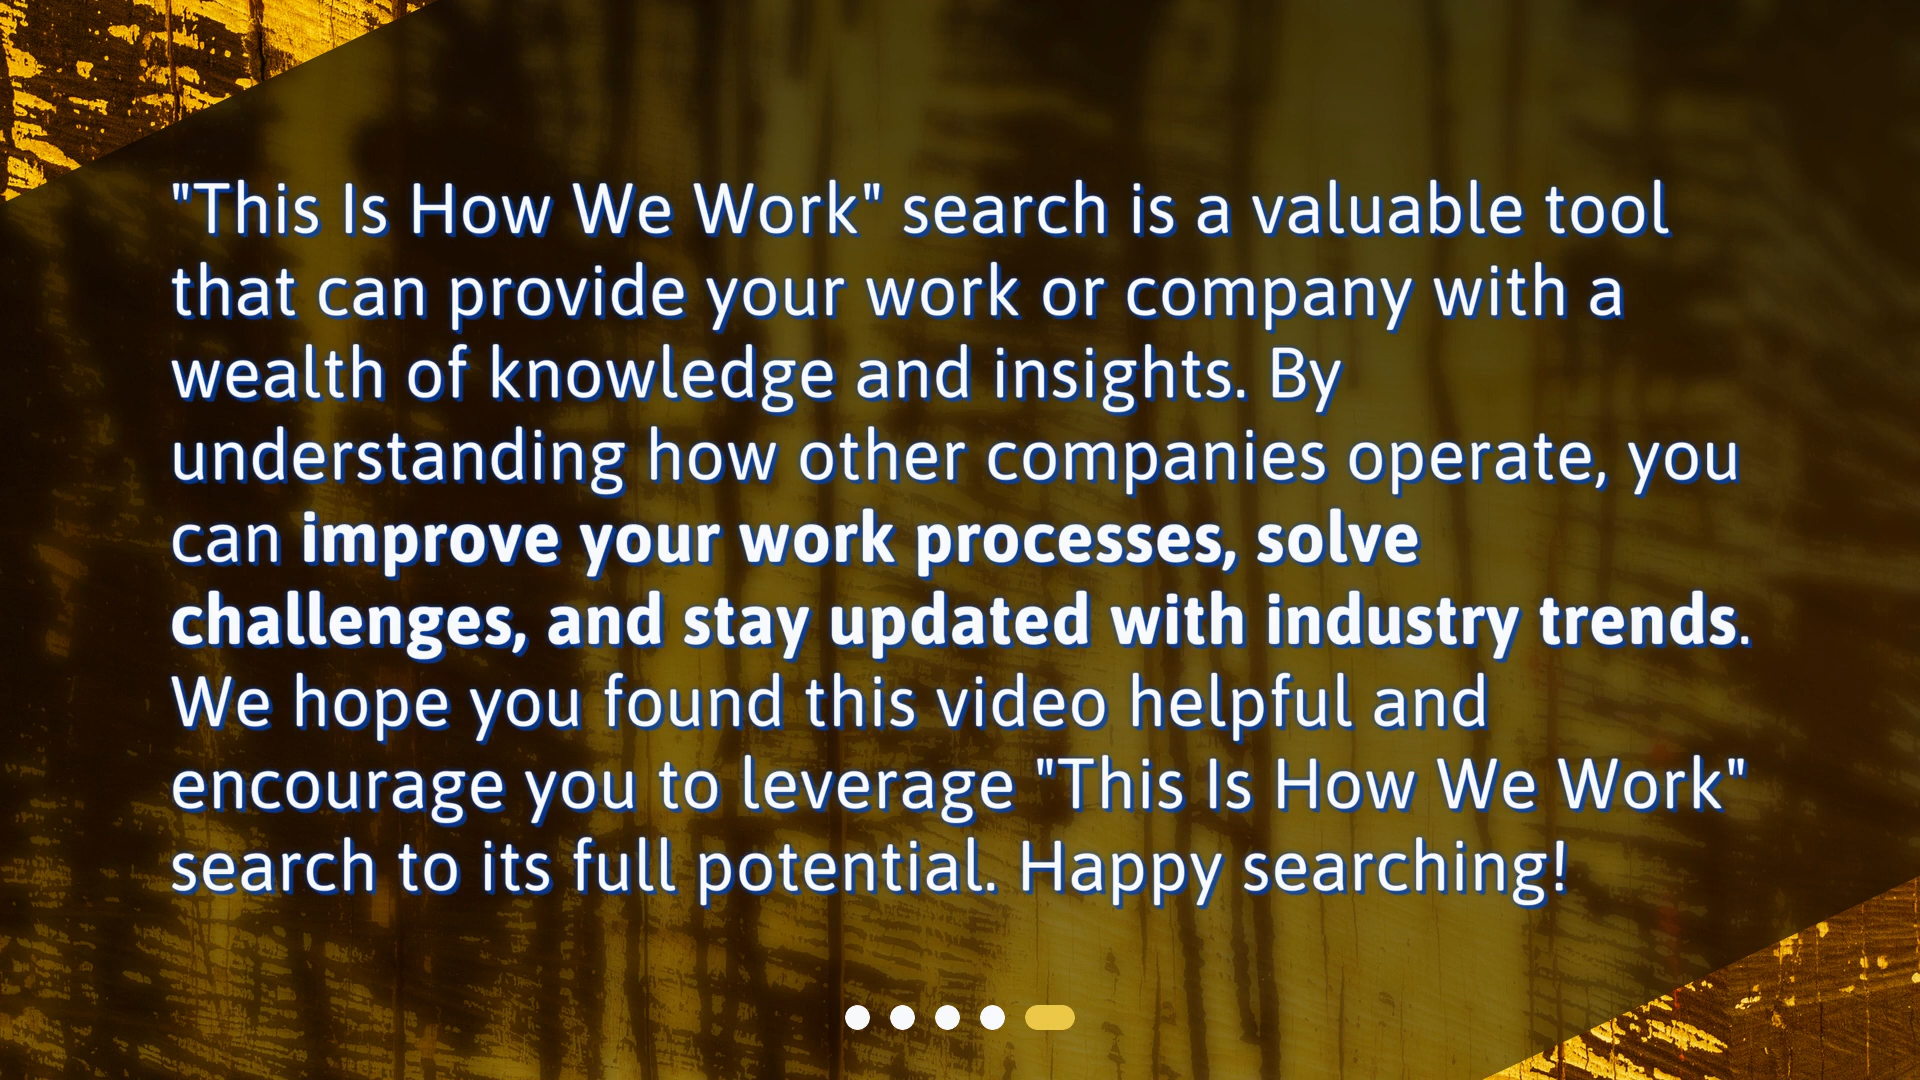 "This Is How We Work" search is a valuable tool
that can provide your work or company with a
wealth of knowledge and insights. By
understanding how other companies operate, you
can improve your work processes, solve
challenges, and stay updated with industry trends.
We hope you found this video helpful and
encourage you to leverage "This Is How We Work"
search to its full potential. Happy searching!